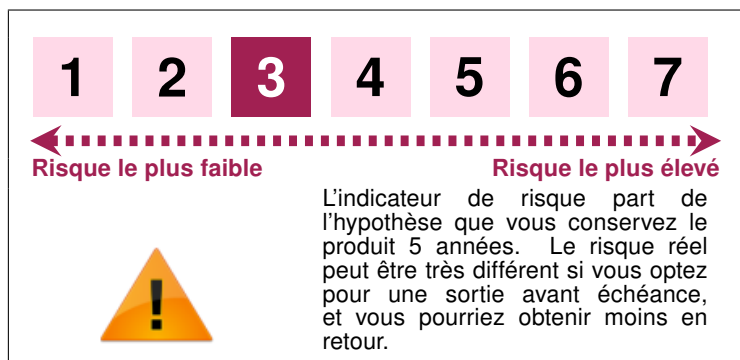 1 2 3 4 5 6 7
Risque le plus faible Risque le plus élevé
L'indicateur de risque part de
l'hypothèse que vous conservez le
produit 5 années. Le risque réel
peut être très différent si vous optez
pour une sortie avant échéance,
et vous pourriez obtenir moins en
retour.